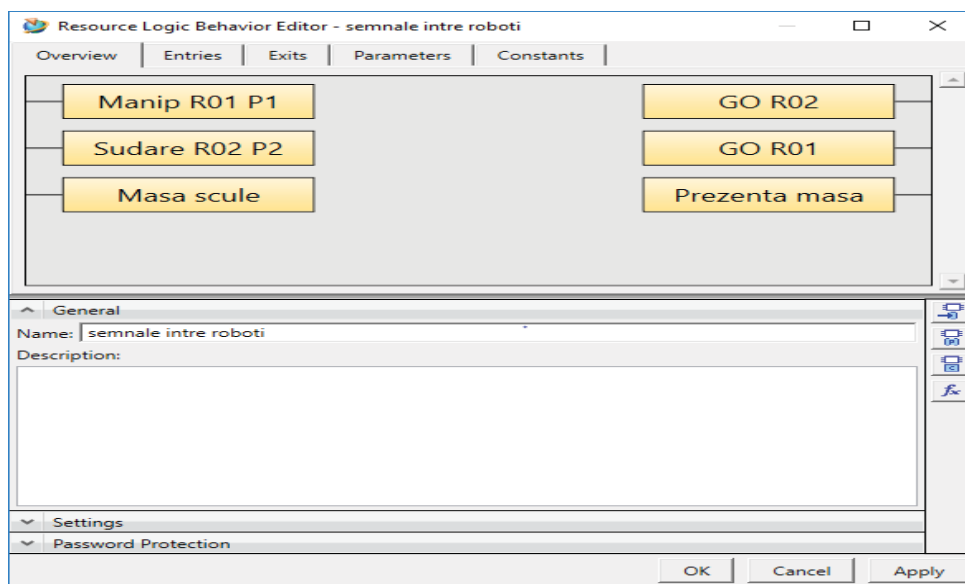 Resource Logic Behavior Editor - semnale intre roboti
Overview Entries Exits Parameters Constants
Manip R01 P1 GO R02
Sudare R02 P2 GO R01
Masa scule Prezenta masa
General
Name: semnale intre roboti
Description:
Settings
Password Protection
OK Cancel Apply